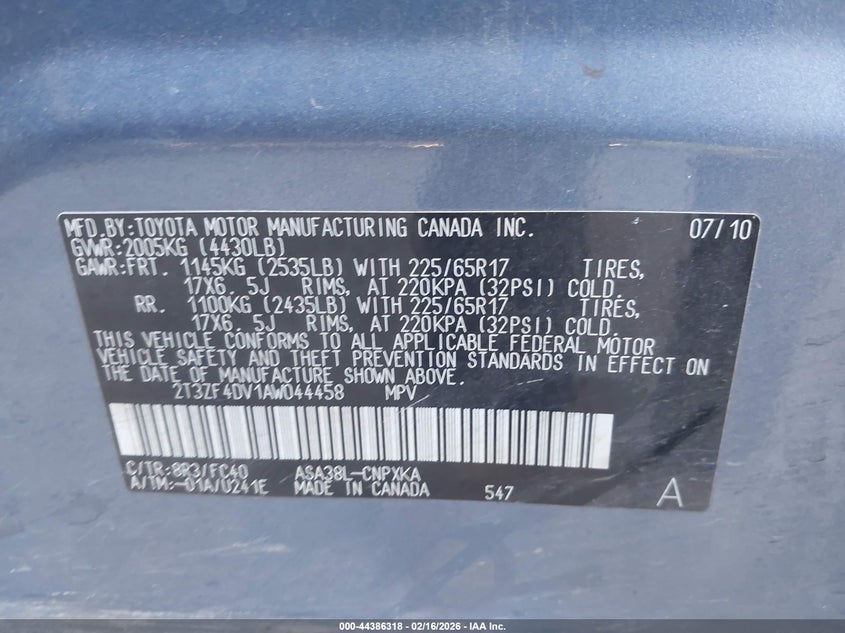 MFD.BY:TOYOTA MOTOR MANUFACTURING CANADA INC. 07/10
GVWR:2005KG (4430LB)
GAWR:FRT. 1145KG (2535LB) WITH 225/65R17 TIRES,
17X6. 5J RIMS, AT 220KPA (32PSI) COLD.
RR. 1100KG (2435LB) WITH 225/65R17 TIRES,
17X6. 5J RIMS, AT 220KPA (32PSI) COLD.
THIS VEHICLE CONFORMS TO ALL APPLICABLE FEDERAL MOTOR
VEHICLE SAFETY AND THEFT PREVENTION STANDARDS IN EFFECT ON
THE DATE OF MANUFACTURE SHOWN ABOVE.
2T3ZF4DV1AW044458 MPV
C/TR:8R3/FC40 ASA38L-CNPXKA
A/TM:-01A/U241E MADE IN CANADA 547 A
000-44386318 - 02/16/2026 - IAA Inc.